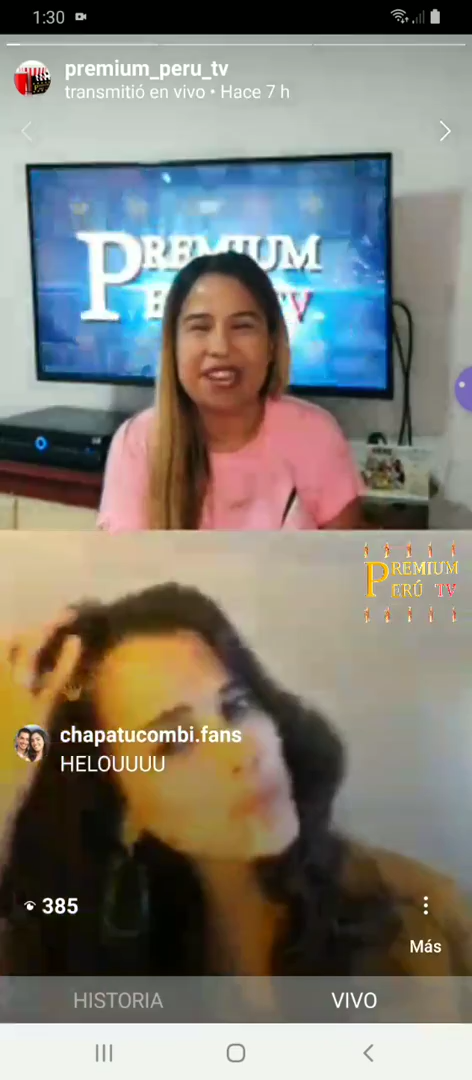 1:30
premium_peru_tv
transmitió en vivo • Hace 7 h
PREMIUM
TV
PREMIUM
PERÚ TV
chapatucombi.fans
HELOUUUU
385
Más
HISTORIA
VIVO